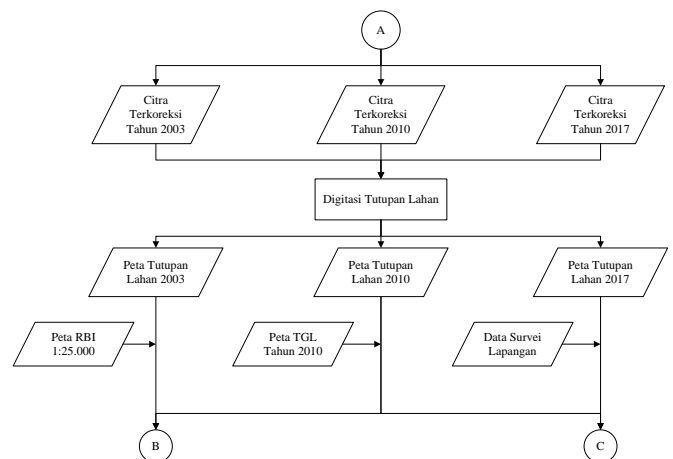 A
Citra
Terkoreksi
Tahun 2003
Citra
Terkoreksi
Tahun 2010
Citra
Terkoreksi
Tahun 2017
Digitasi Tutupan Lahan
Peta Tutupan
Lahan 2003
Peta Tutupan
Lahan 2010
Peta Tutupan
Lahan 2017
Peta RBI
1:25.000
Peta TGL
Tahun 2010
Data Survei
Lapangan
B
C